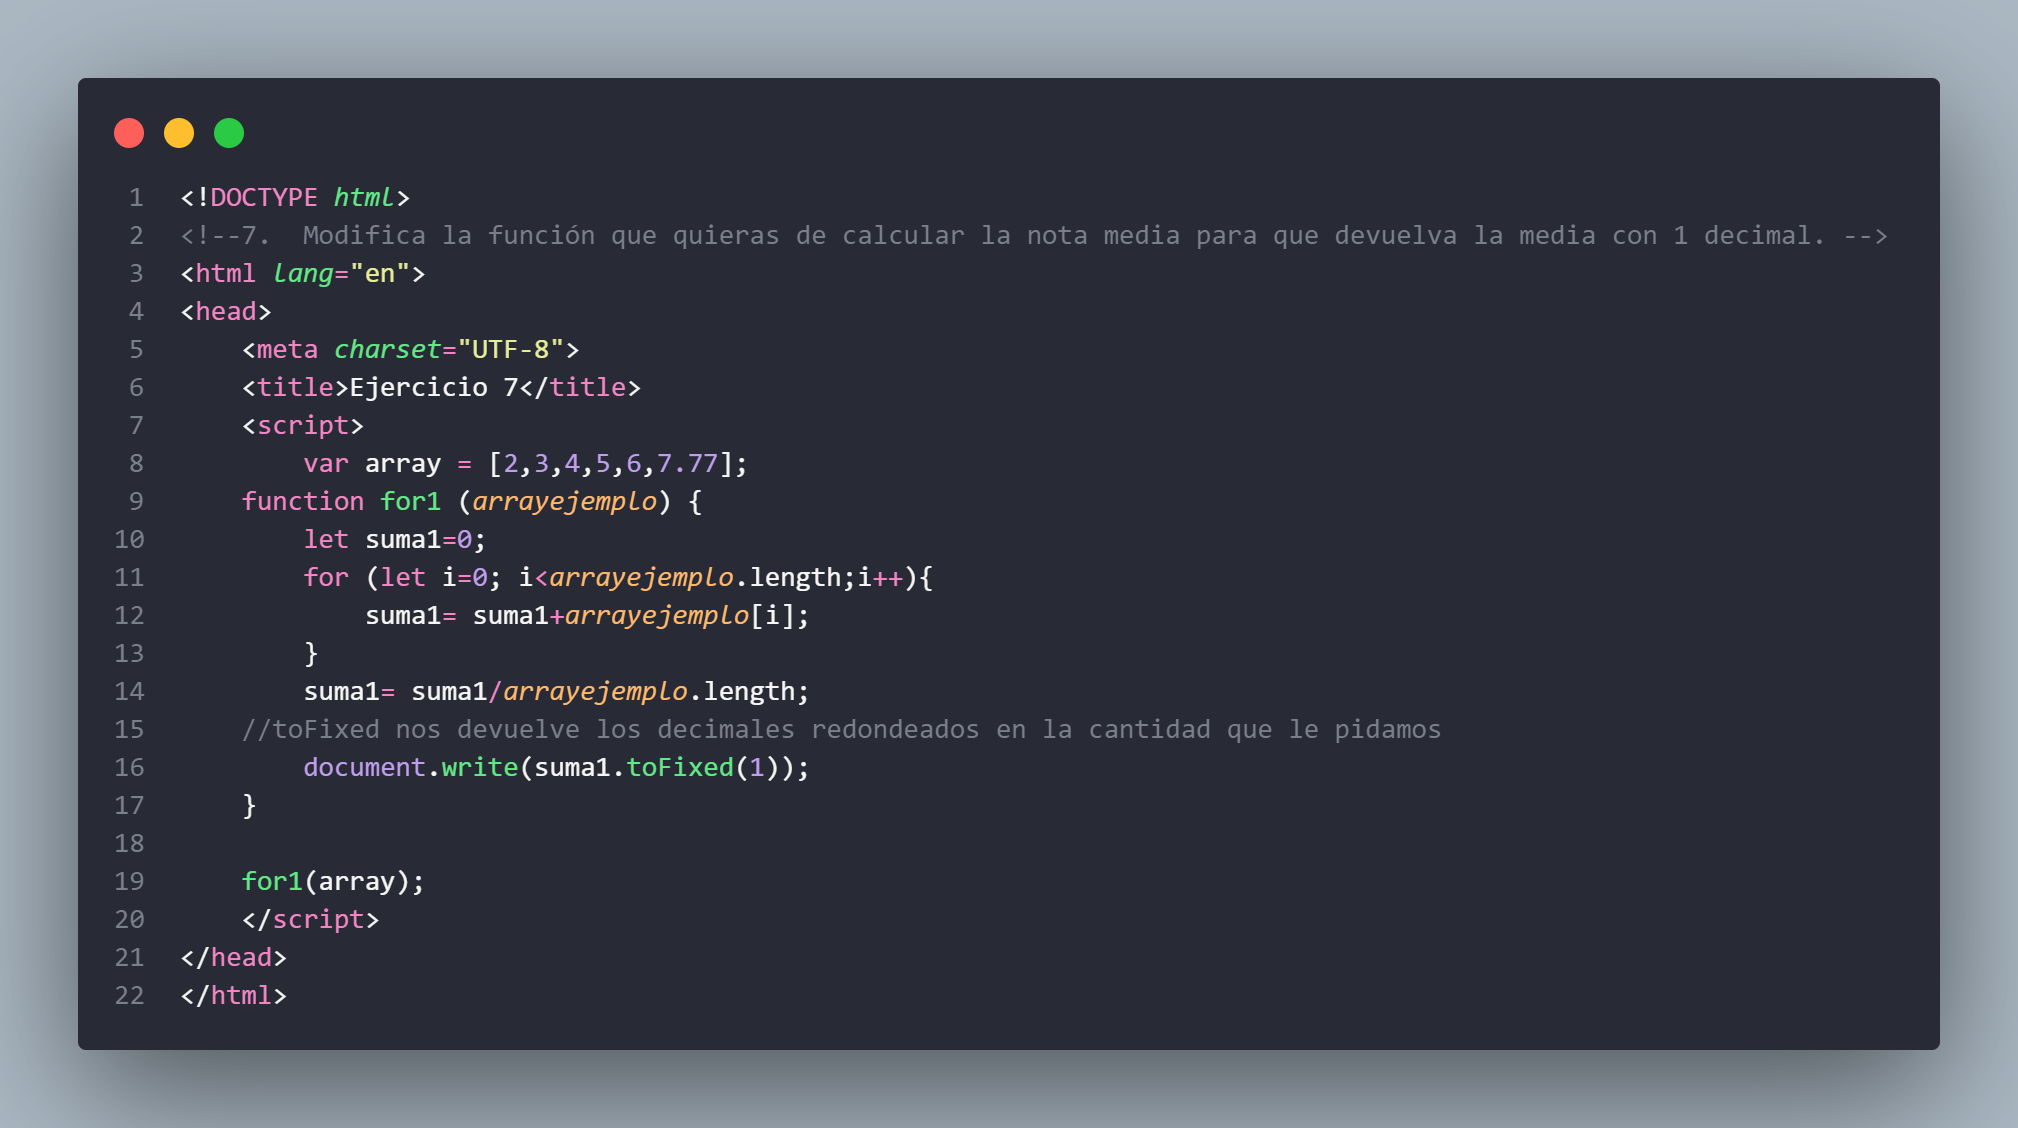 1 <!DOCTYPE html>
2 <!--7.  Modifica la función que quieras de calcular la nota media para que devuelva la media con 1 decimal. -->
3 <html lang="en">
4 <head>
5     <meta charset="UTF-8">
6     <title>Ejercicio 7</title>
7     <script>
8         var array = [2,3,4,5,6,7.77];
9     function for1 (arrayejemplo) {
10         let suma1=0;
11         for (let i=0; i<arrayejemplo.length;i++){
12             suma1= suma1+arrayejemplo[i];
13         }
14         suma1= suma1/arrayejemplo.length;
15     //toFixed nos devuelve los decimales redondeados en la cantidad que le pidamos
16         document.write(suma1.toFixed(1));
17     }
18
19     for1(array);
20     </script>
21 </head>
22 </html>